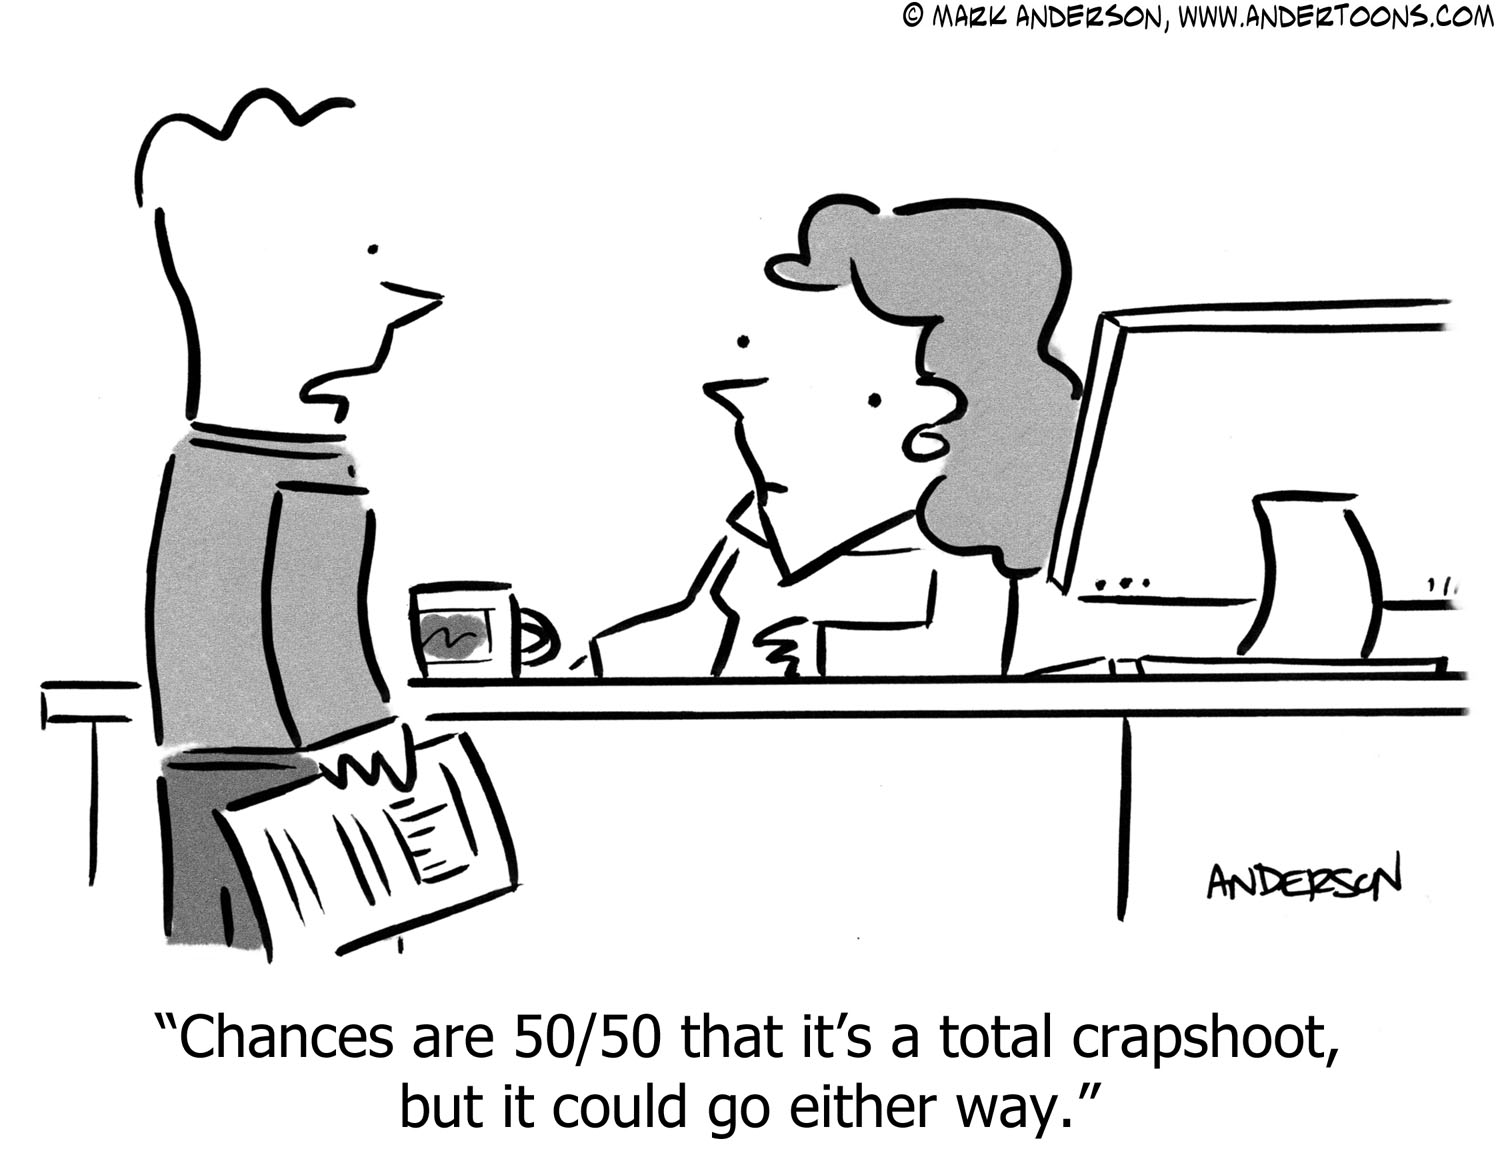 © MARK ANDERSON, WWW.ANDERTOONS.COM
ANDERSON
“Chances are 50/50 that it’s a total crapshoot,
but it could go either way.”